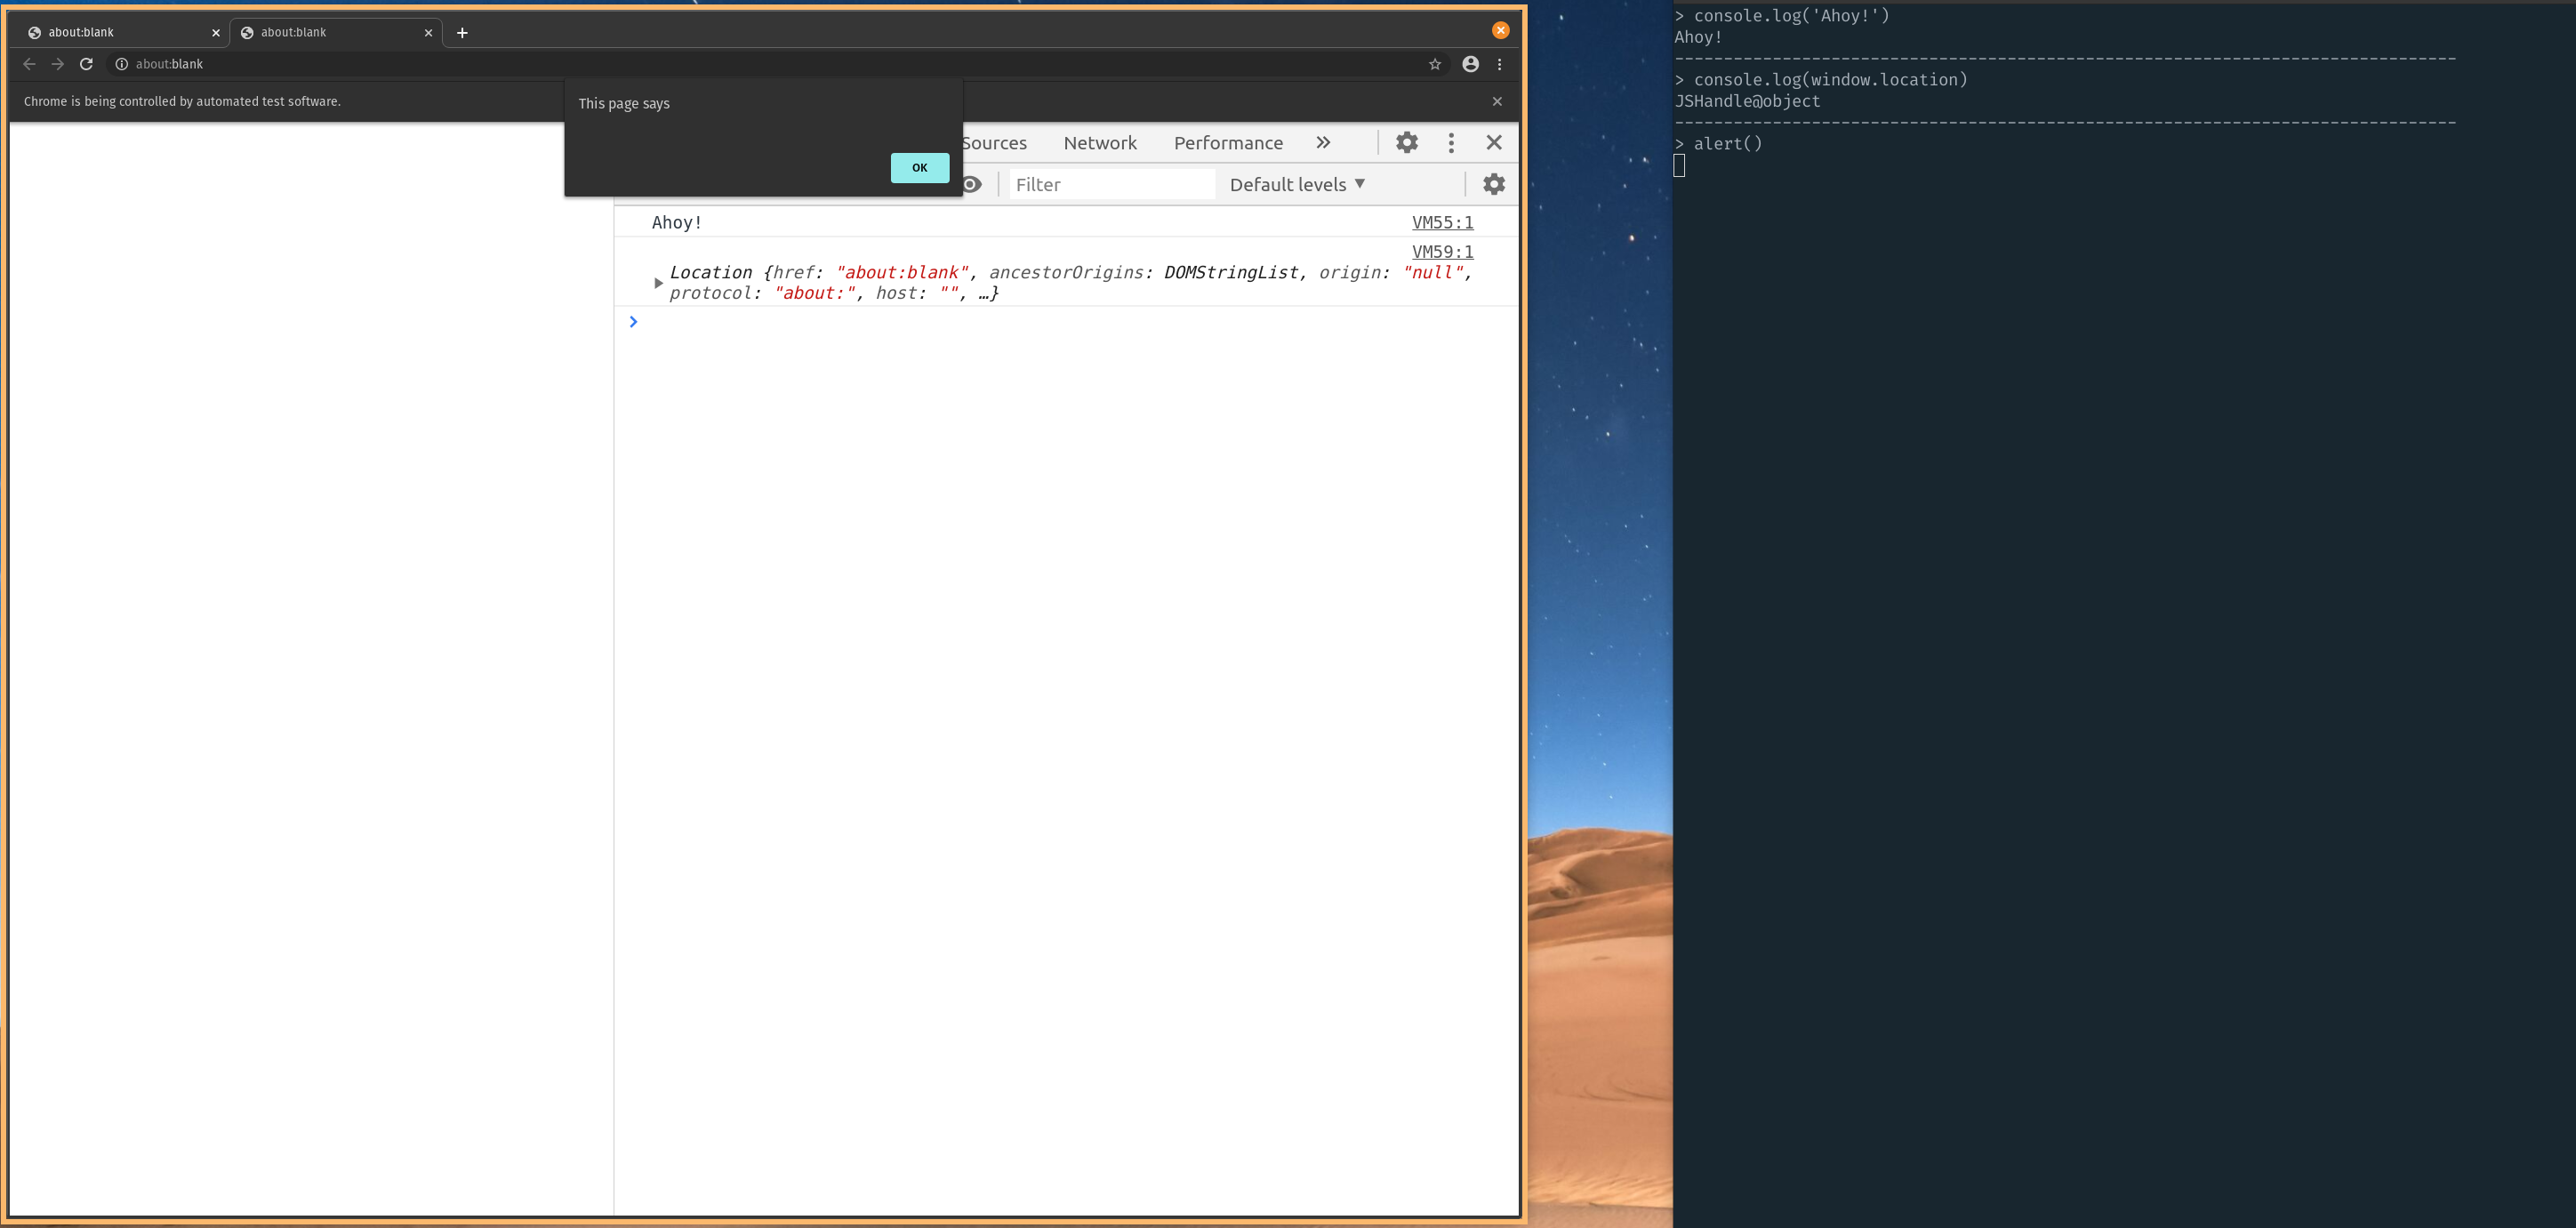 about:blank
about:blank
about:blank
Chrome is being controlled by automated test software.
This page says
OK
Sources Network Performance
Filter Default levels
Ahoy! VM55:1
VM59:1
Location {href: "about:blank", ancestorOrigins: DOMStringList, origin: "null",
protocol: "about:", host: "", …}
> console.log('Ahoy!')
Ahoy!
--------------------------------------------------------------------------------
> console.log(window.location)
JSHandle@object
--------------------------------------------------------------------------------
> alert()